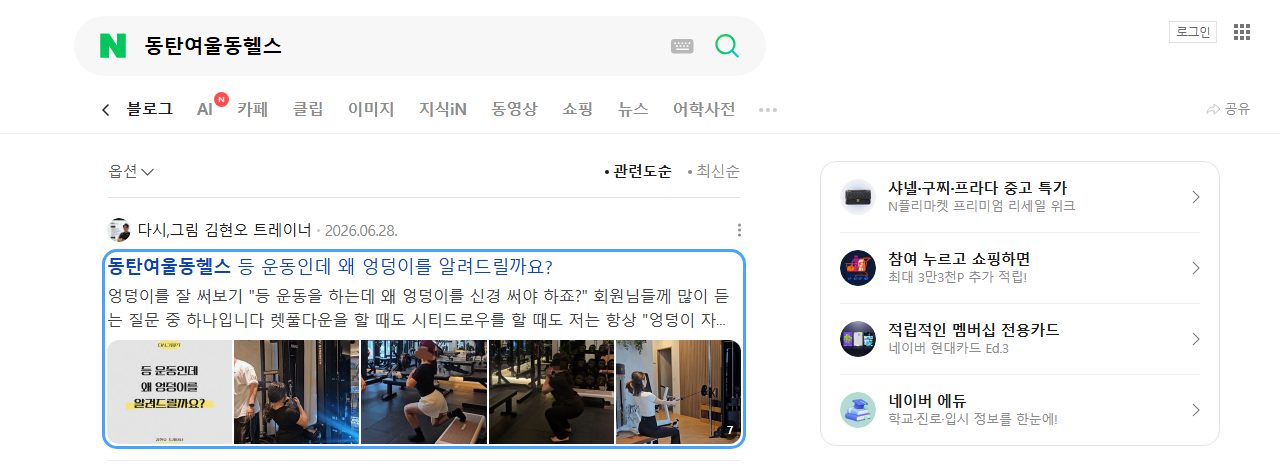 N 동탄여울동헬스
로그인
블로그 AI N 카페 클립 이미지 지식iN 동영상 쇼핑 뉴스 어학사전
공유
옵션
• 관련도순 • 최신순
다시,그림 김현오 트레이너 · 2026.06.28.
동탄여울동헬스 등 운동인데 왜 엉덩이를 알려드릴까요?
엉덩이를 잘 써보기 "등 운동을 하는데 왜 엉덩이를 신경 써야 하죠?" 회원님들께 많이 듣
는 질문 중 하나입니다 렛풀다운을 할 때도 시티드로우를 할 때도 저는 항상 "엉덩이 자...
등 운동인데
왜 엉덩이를
알려드릴까요?
7
샤넬·구찌·프라다 중고 특가
N플리마켓 프리미엄 리세일 위크
참여 누르고 쇼핑하면
최대 3만3천P 추가 적립!
적립적인 멤버십 전용카드
네이버 현대카드 Ed.3
네이버 에듀
학교·진로·입시 정보를 한눈에!